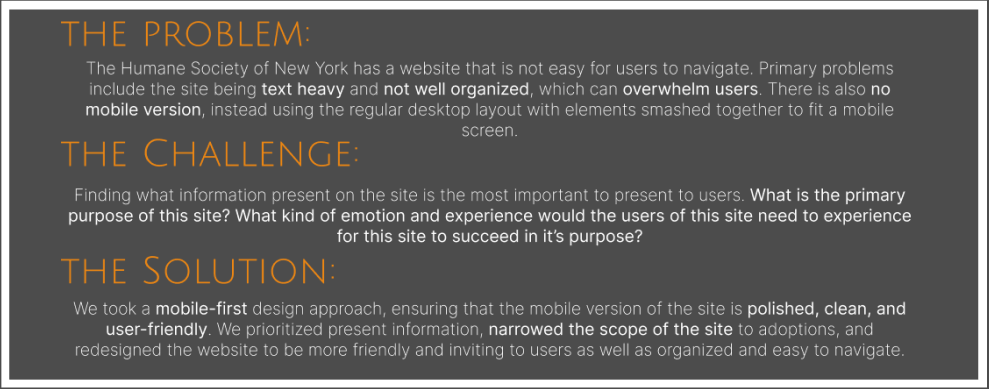 THE PROBLEM:
The Humane Society of New York has a website that is not easy for users to navigate. Primary problems
include the site being text heavy and not well organized, which can overwhelm users. There is also no
mobile version, instead using the regular desktop layout with elements smashed together to fit a mobile
screen.
THE CHALLENGE:
Finding what information present on the site is the most important to present to users. What is the primary
purpose of this site? What kind of emotion and experience would the users of this site need to experience
for this site to succeed in it's purpose?
THE SOLUTION:
We took a mobile-first design approach, ensuring that the mobile version of the site is polished, clean, and
user-friendly. We prioritized present information, narrowed the scope of the site to adoptions, and
redesigned the website to be more friendly and inviting to users as well as organized and easy to navigate.